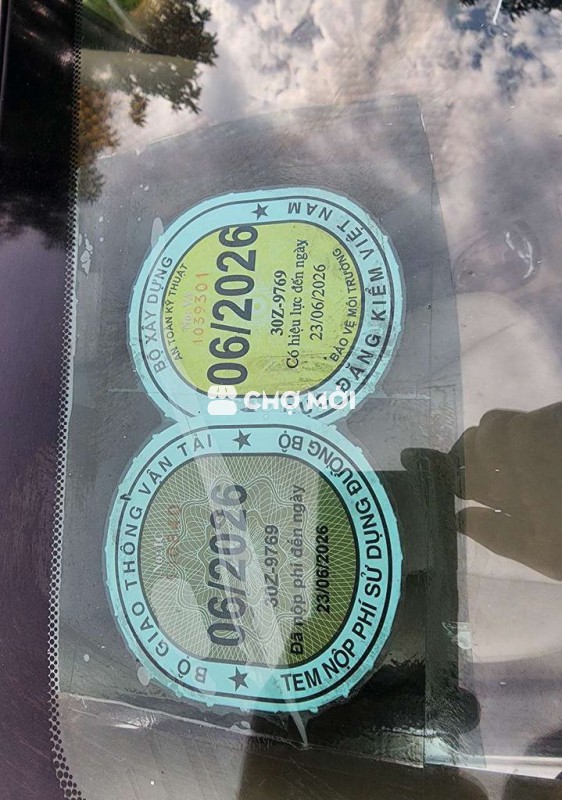 BỘ XÂY DỰNG
AN TOÀN KỸ THUẬT
1039301
06/2026
30Z-9769
Có hiệu lực đến ngày
23/06/2026
BẢO VỆ MÔI TRƯỜNG
ĐĂNG KIỂM VIỆT NAM
CHỢ MỚI
BỘ GIAO THÔNG VẬN TẢI
06/2026
30Z-9769
Đã nộp phí đến ngày
23/06/2026
TEM NỘP PHÍ SỬ DỤNG ĐƯỜNG BỘ